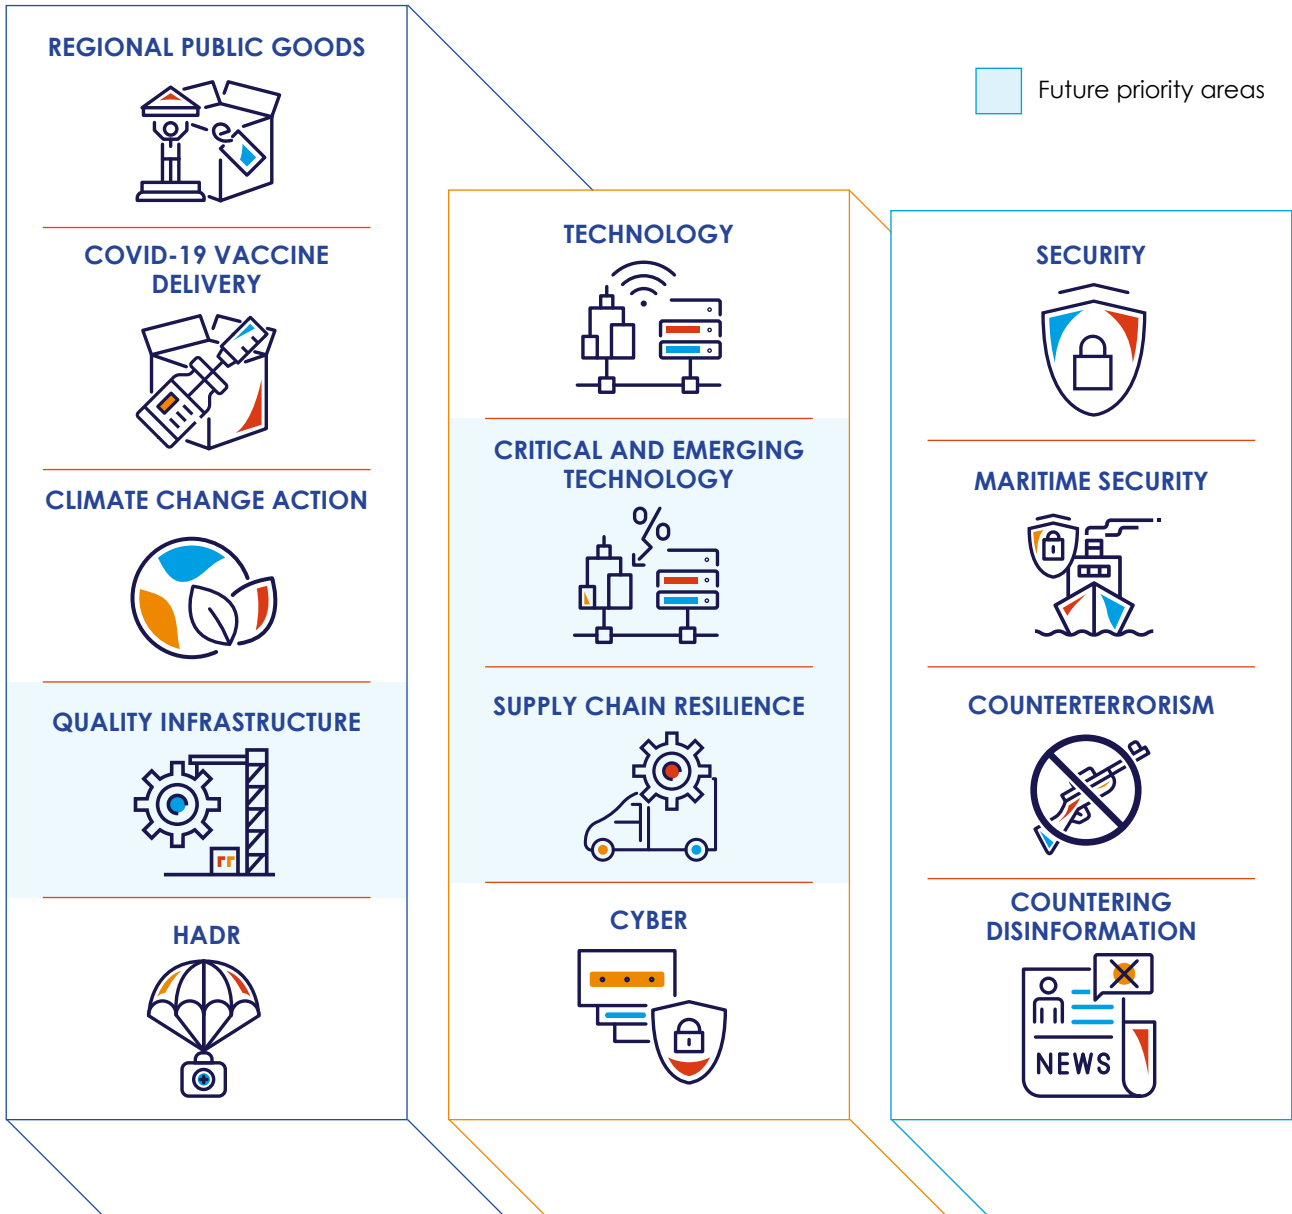 REGIONAL PUBLIC GOODS
COVID-19 VACCINE
DELIVERY
CLIMATE CHANGE ACTION
QUALITY INFRASTRUCTURE
HADR
TECHNOLOGY
CRITICAL AND EMERGING
TECHNOLOGY
%
SUPPLY CHAIN RESILIENCE
CYBER
Future priority areas
SECURITY
MARITIME SECURITY
COUNTERTERRORISM
COUNTERING
DISINFORMATION
NEWS